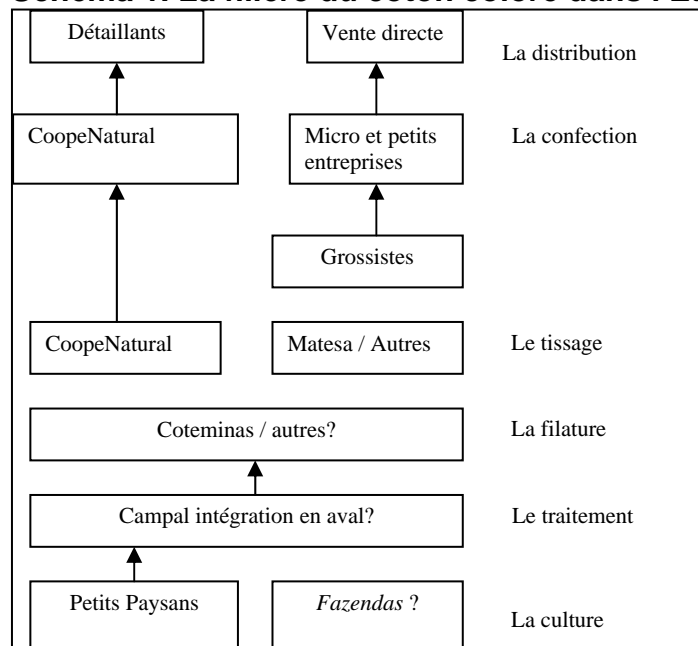 Détaillants
Vente directe
La distribution
CoopeNatural
Micro et petits
entreprises
La confection
Grossistes
CoopeNatural
Matesa / Autres
Le tissage
Coteminas / autres?
La filature
Campal intégration en aval?
Le traitement
Petits Paysans
Fazendas ?
La culture